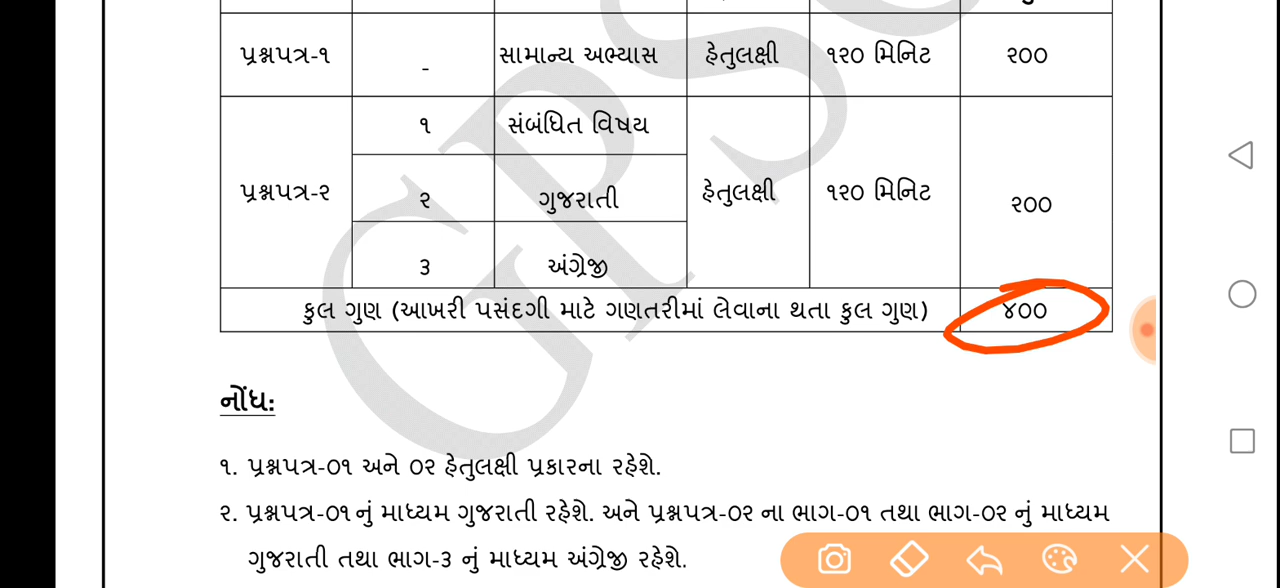 પ્રશ્નપત્ર-૧ - સામાન્ય અભ્યાસ હેતુલક્ષી ૧૨૦ મિનિટ ૨૦૦
પ્રશ્નપત્ર-૨ હેતુલક્ષી ૧૨૦ મિનિટ ૨૦૦
૧ સંબંધિત વિષય
૨ ગુજરાતી
૩ અંગ્રેજી
કુલ ગુણ (આખરી પસંદગી માટે ગણતરીમાં લેવાના થતા કુલ ગુણ) ૪૦૦
નોંધઃ
૧. પ્રશ્નપત્ર-૦૧ અને ૦૨ હેતુલક્ષી પ્રકારના રહેશે.
૨. પ્રશ્નપત્ર-૦૧ નું માધ્યમ ગુજરાતી રહેશે. અને પ્રશ્નપત્ર-૦૨ ના ભાગ-૦૧ તથા ભાગ-૦૨ નું માધ્યમ
ગુજરાતી તથા ભાગ-૩ નું માધ્યમ અંગ્રેજી રહેશે.
GPSC